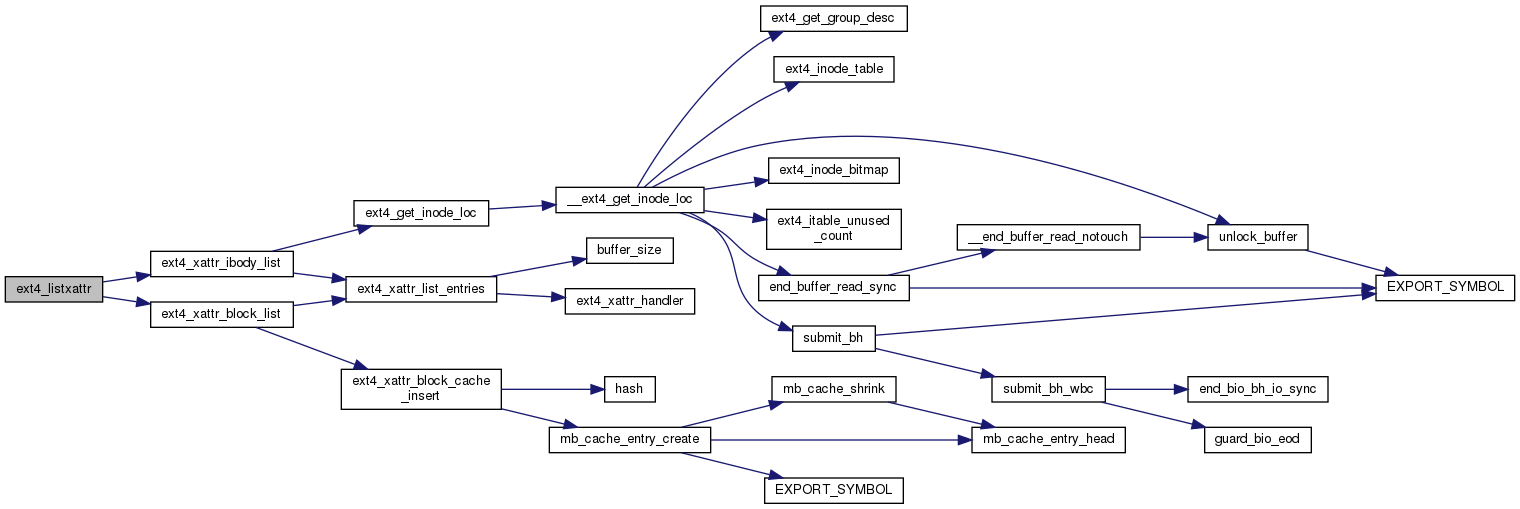 ext4_get_group_desc
ext4_inode_table
ext4_inode_bitmap
ext4_get_inode_loc
__ext4_get_inode_loc
ext4_itable_unused
_count
__end_buffer_read_notouch
unlock_buffer
buffer_size
ext4_xattr_ibody_list
ext4_listxattr
ext4_xattr_list_entries
end_buffer_read_sync
EXPORT_SYMBOL
ext4_xattr_handler
ext4_xattr_block_list
submit_bh
ext4_xattr_block_cache
_insert
hash
mb_cache_shrink
submit_bh_wbc
end_bio_bh_io_sync
mb_cache_entry_create
mb_cache_entry_head
guard_bio_eod
EXPORT_SYMBOL